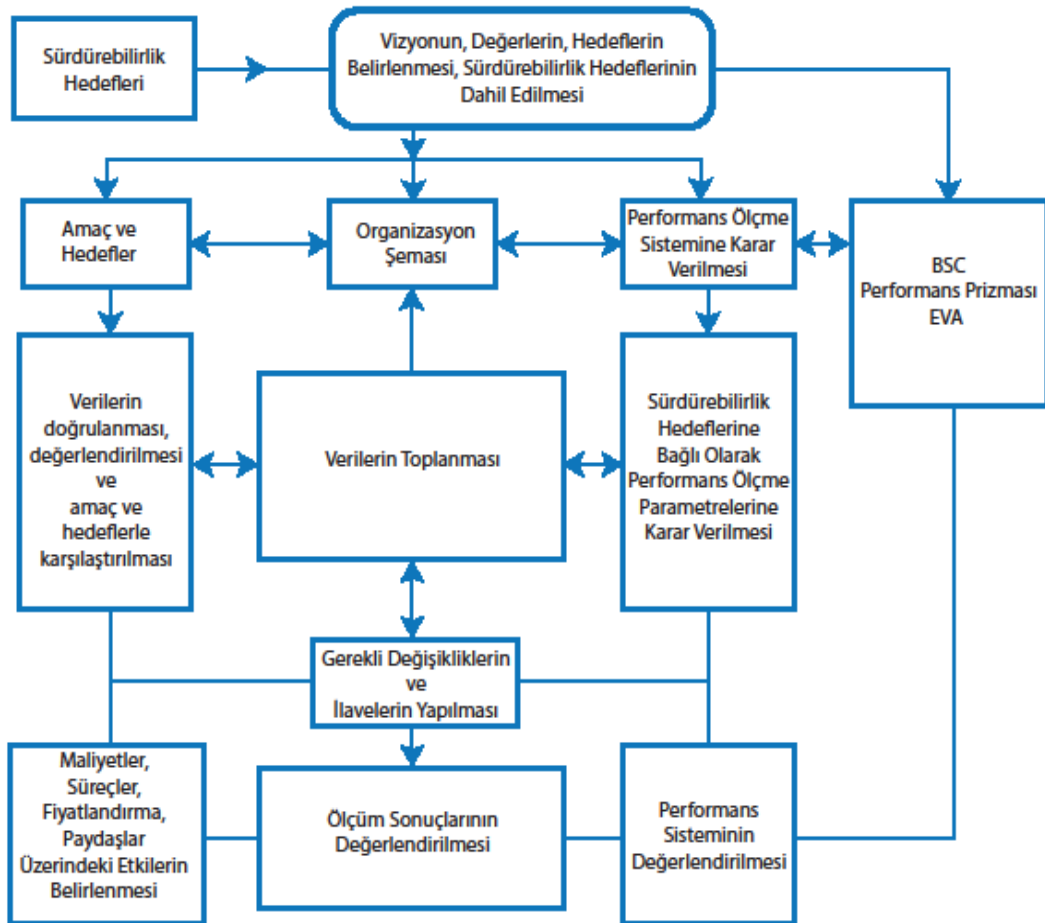 Sürdürebilirlik
Hedefleri
Vizyonun, Değerlerin, Hedeflerin
Belirlenmesi, Sürdürebilirlik Hedeflerinin
Dahil Edilmesi
Amaç ve
Hedefler
Organizasyon
Şeması
Performans Ölçme
Sistemine Karar
Verilmesi
BSC
Performans Prizması
EVA
Verilerin
doğrulanması,
değerlendirilmesi
ve
amaç ve
hedeflerle
karşılaştırılması
Verilerin Toplanması
Sürdürebilirlik
Hedeflerine
Bağlı Olarak
Performans Ölçme
Parametrelerine
Karar Verilmesi
Gerekli Değişikliklerin
ve
İlavelerin Yapılması
Maliyetler,
Süreçler,
Fiyatlandırma,
Paydaşlar
Üzerindeki Etkilerin
Belirlenmesi
Ölçüm Sonuçlarının
Değerlendirilmesi
Performans
Sisteminin
Değerlendirilmesi